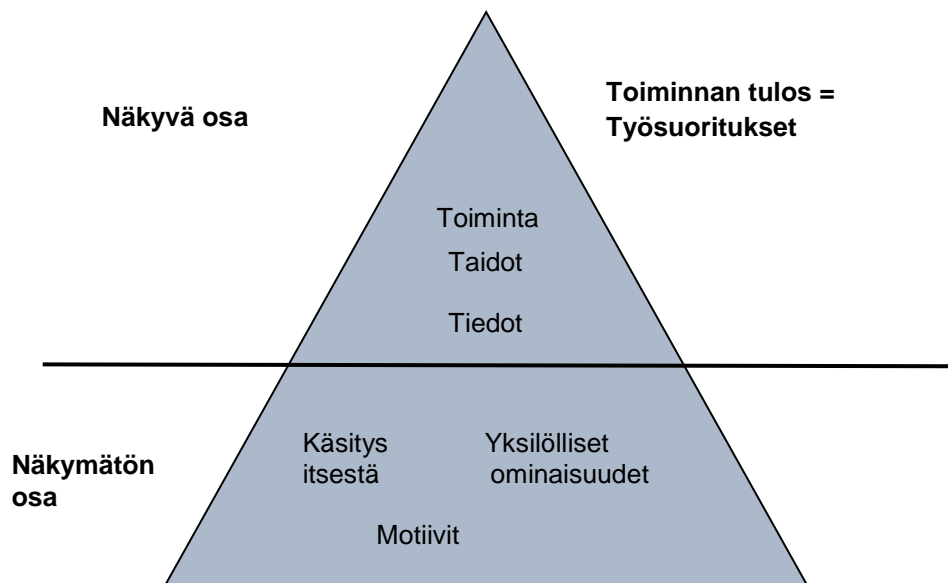 Näkyvä osa
Toiminnan tulos =
Työsuoritukset
Toiminta
Taidot
Tiedot
Näkymätön
osa
Käsitys
itsestä
Yksilölliset
ominaisuudet
Motiivit